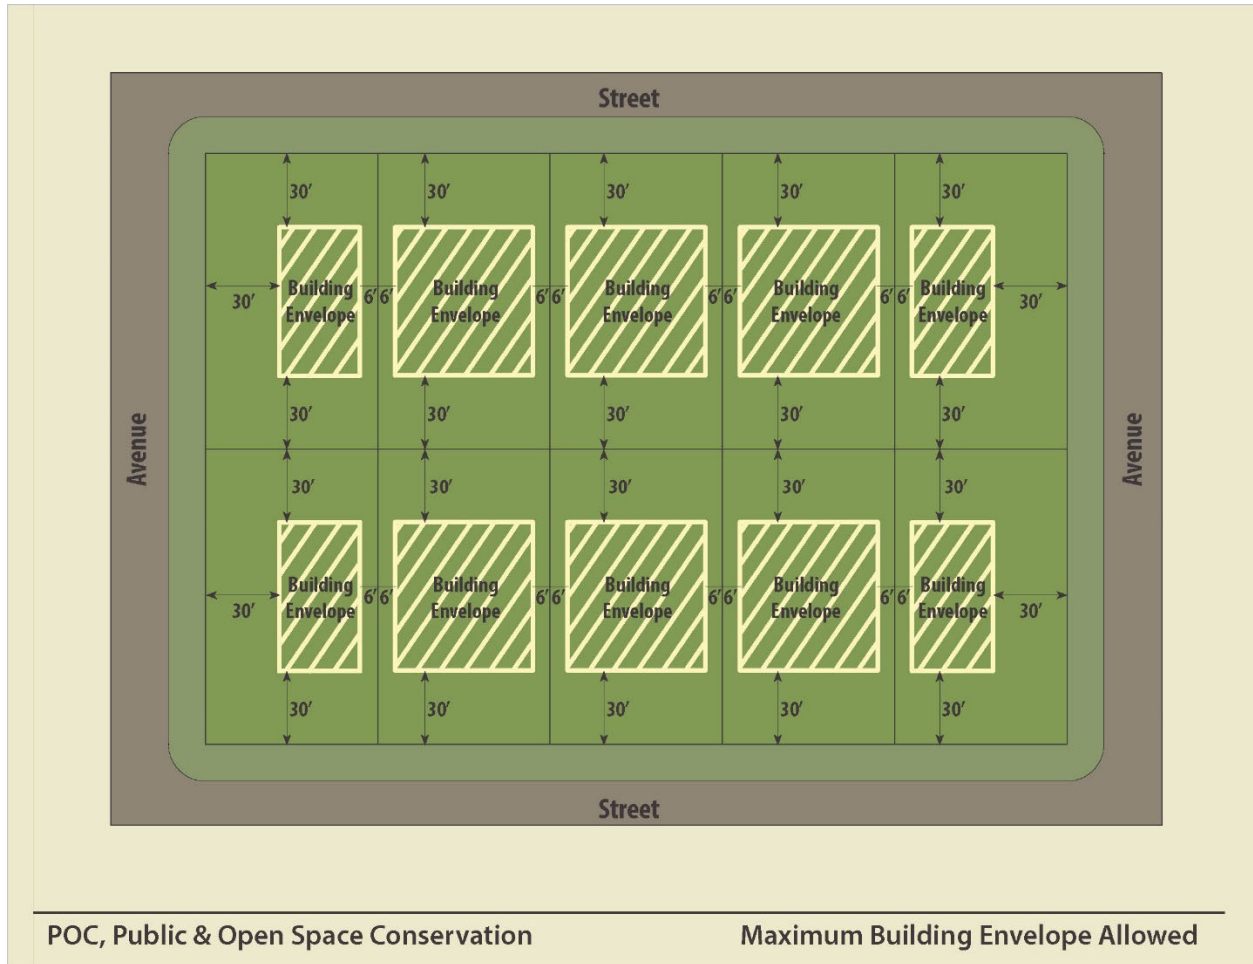 Street
30' 30' 30' 30' 30'
Building Building Building Building Building
Envelope Envelope Envelope Envelope Envelope
30' 6' 6' 6' 6' 6' 6' 6' 6' 30'
30' 30' 30' 30' 30'
Avenue
Avenue
30' 30' 30' 30' 30'
Building Building Building Building Building
Envelope Envelope Envelope Envelope Envelope
30' 6' 6' 6' 6' 6' 6' 6' 6' 30'
30' 30' 30' 30' 30'
Street
POC, Public & Open Space Conservation
Maximum Building Envelope Allowed